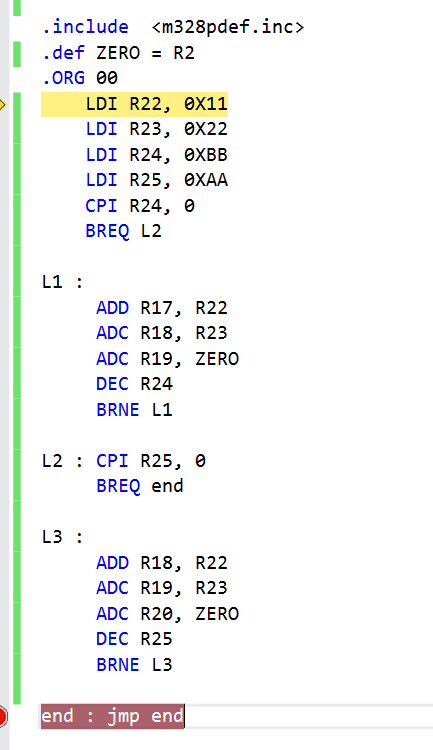 .include  <m328pdef.inc>
.def ZERO = R2
.ORG 00
    LDI R22, 0X11
    LDI R23, 0X22
    LDI R24, 0XBB
    LDI R25, 0XAA
    CPI R24, 0
    BREQ L2

L1 :
     ADD R17, R22
     ADC R18, R23
     ADC R19, ZERO
     DEC R24
     BRNE L1

L2 : CPI R25, 0
     BREQ end

L3 :
     ADD R18, R22
     ADC R19, R23
     ADC R20, ZERO
     DEC R25
     BRNE L3

end : jmp end